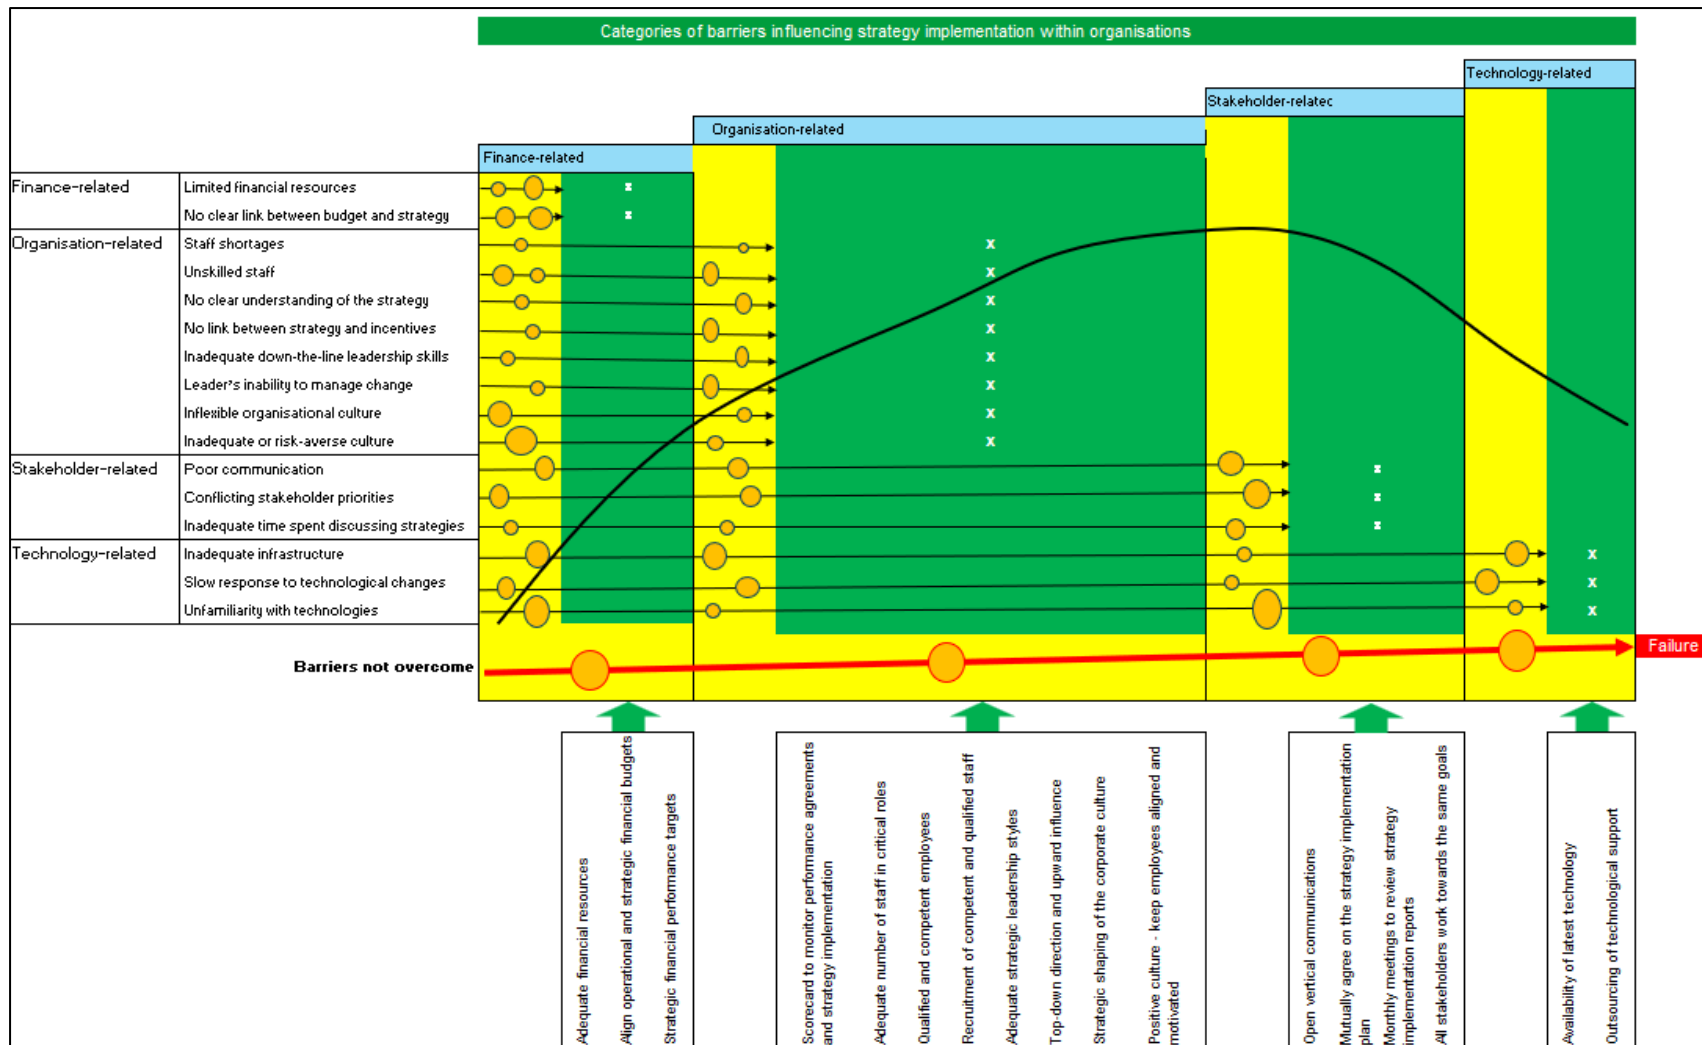 Categories of barriers influencing strategy implementation within organisations
Technology-related
Stakeholder-relatec
Organisation-related
Finance-related
Finance-related
Limited financial resources
x
No clear link between budget and strategy
x
Organisation-related
Staff shortages
x
Unskilled staff
x
No clear understanding of the strategy
x
No link between strategy and incentives
x
Inadequate down-the-line leadership skills
x
Leader's inability to manage change
x
Inflexible organisational culture
x
Inadequate or risk-averse culture
x
Stakeholder-related
Poor communication
x
Conflicting stakeholder priorities
x
Inadequate time spent discussing strategies
x
Technology-related
Inadequate infrastructure
x
Slow response to technological changes
x
Unfamiliarity with technologies
x
Barriers not overcome
Failure
Adequate financial resources
Align operational and strategic financial budgets
Strategic financial performance targets
Scorecard to monitor performance agreements
and strategy implementation
Adequate number of staff in critical roles
Qualified and competent employees
Recruitment of competent and qualified staff
Adequate strategic leadership styles
Top-down direction and upward influence
Strategic shaping of the corporate culture
Positive culture - keep employees aligned and
motivated
Open vertical communications
Mutually agree on the strategy implementation
plan
Monthly meetings to review strategy
implementation reports
All stakeholders work towards the same goals
Availability of latest technology
Outsourcing of technological support